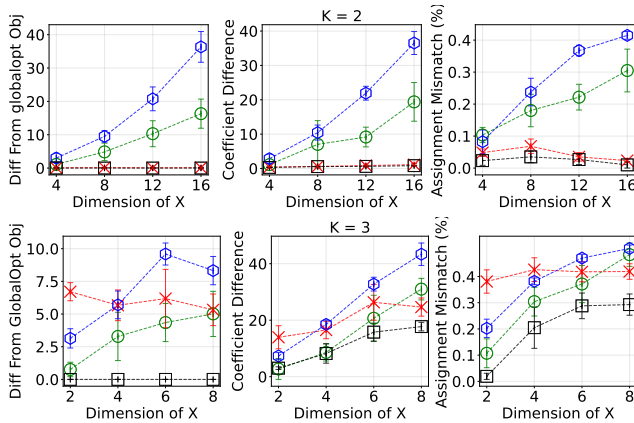 K = 2
Diff From globalopt Obj
40
30
20
10
0
4 8 12 16
Dimension of X
Coefficient Difference
40
20
0
4 8 12 16
Dimension of X
Assignment Mismatch (%)
0.4
0.3
0.2
0.1
0.0
4 8 12 16
Dimension of X
K = 3
Diff From GlobalOpt Obj
10.0
7.5
5.0
2.5
0.0
2 4 6 8
Dimension of X
Coefficient Difference
40
20
0
2 4 6 8
Dimension of X
Assignment Mismatch (%)
0.4
0.3
0.2
0.1
0.0
2 4 6 8
Dimension of X